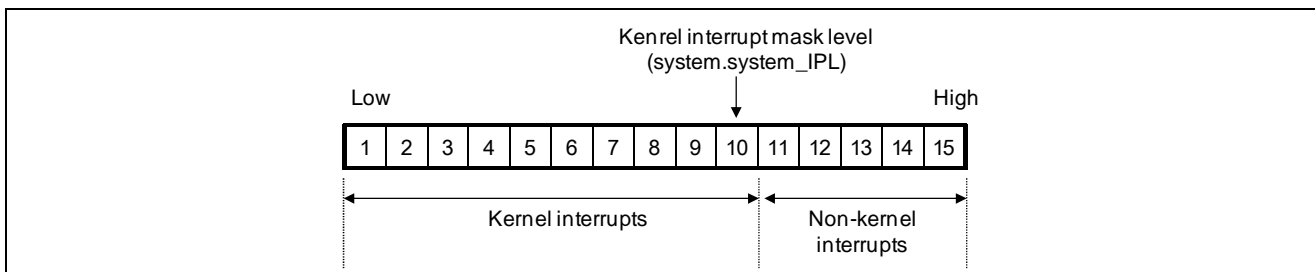 Kenrel interrupt mask level
(system.system_IPL)
Low High
1 2 3 4 5 6 7 8 9 10 11 12 13 14 15
Kernel interrupts Non-kernel
interrupts